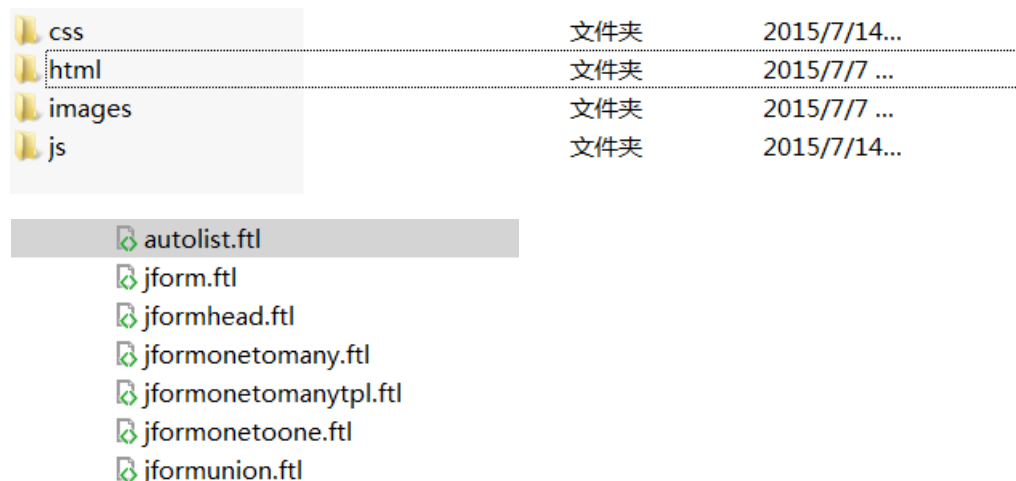 css 文件夹 2015/7/14...
html 文件夹 2015/7/7 ...
images 文件夹 2015/7/7 ...
js 文件夹 2015/7/14...
autolist.ftl
jform.ftl
jformhead.ftl
jformonetomany.ftl
jformonetomanytpl.ftl
jformonetoone.ftl
jformunion.ftl